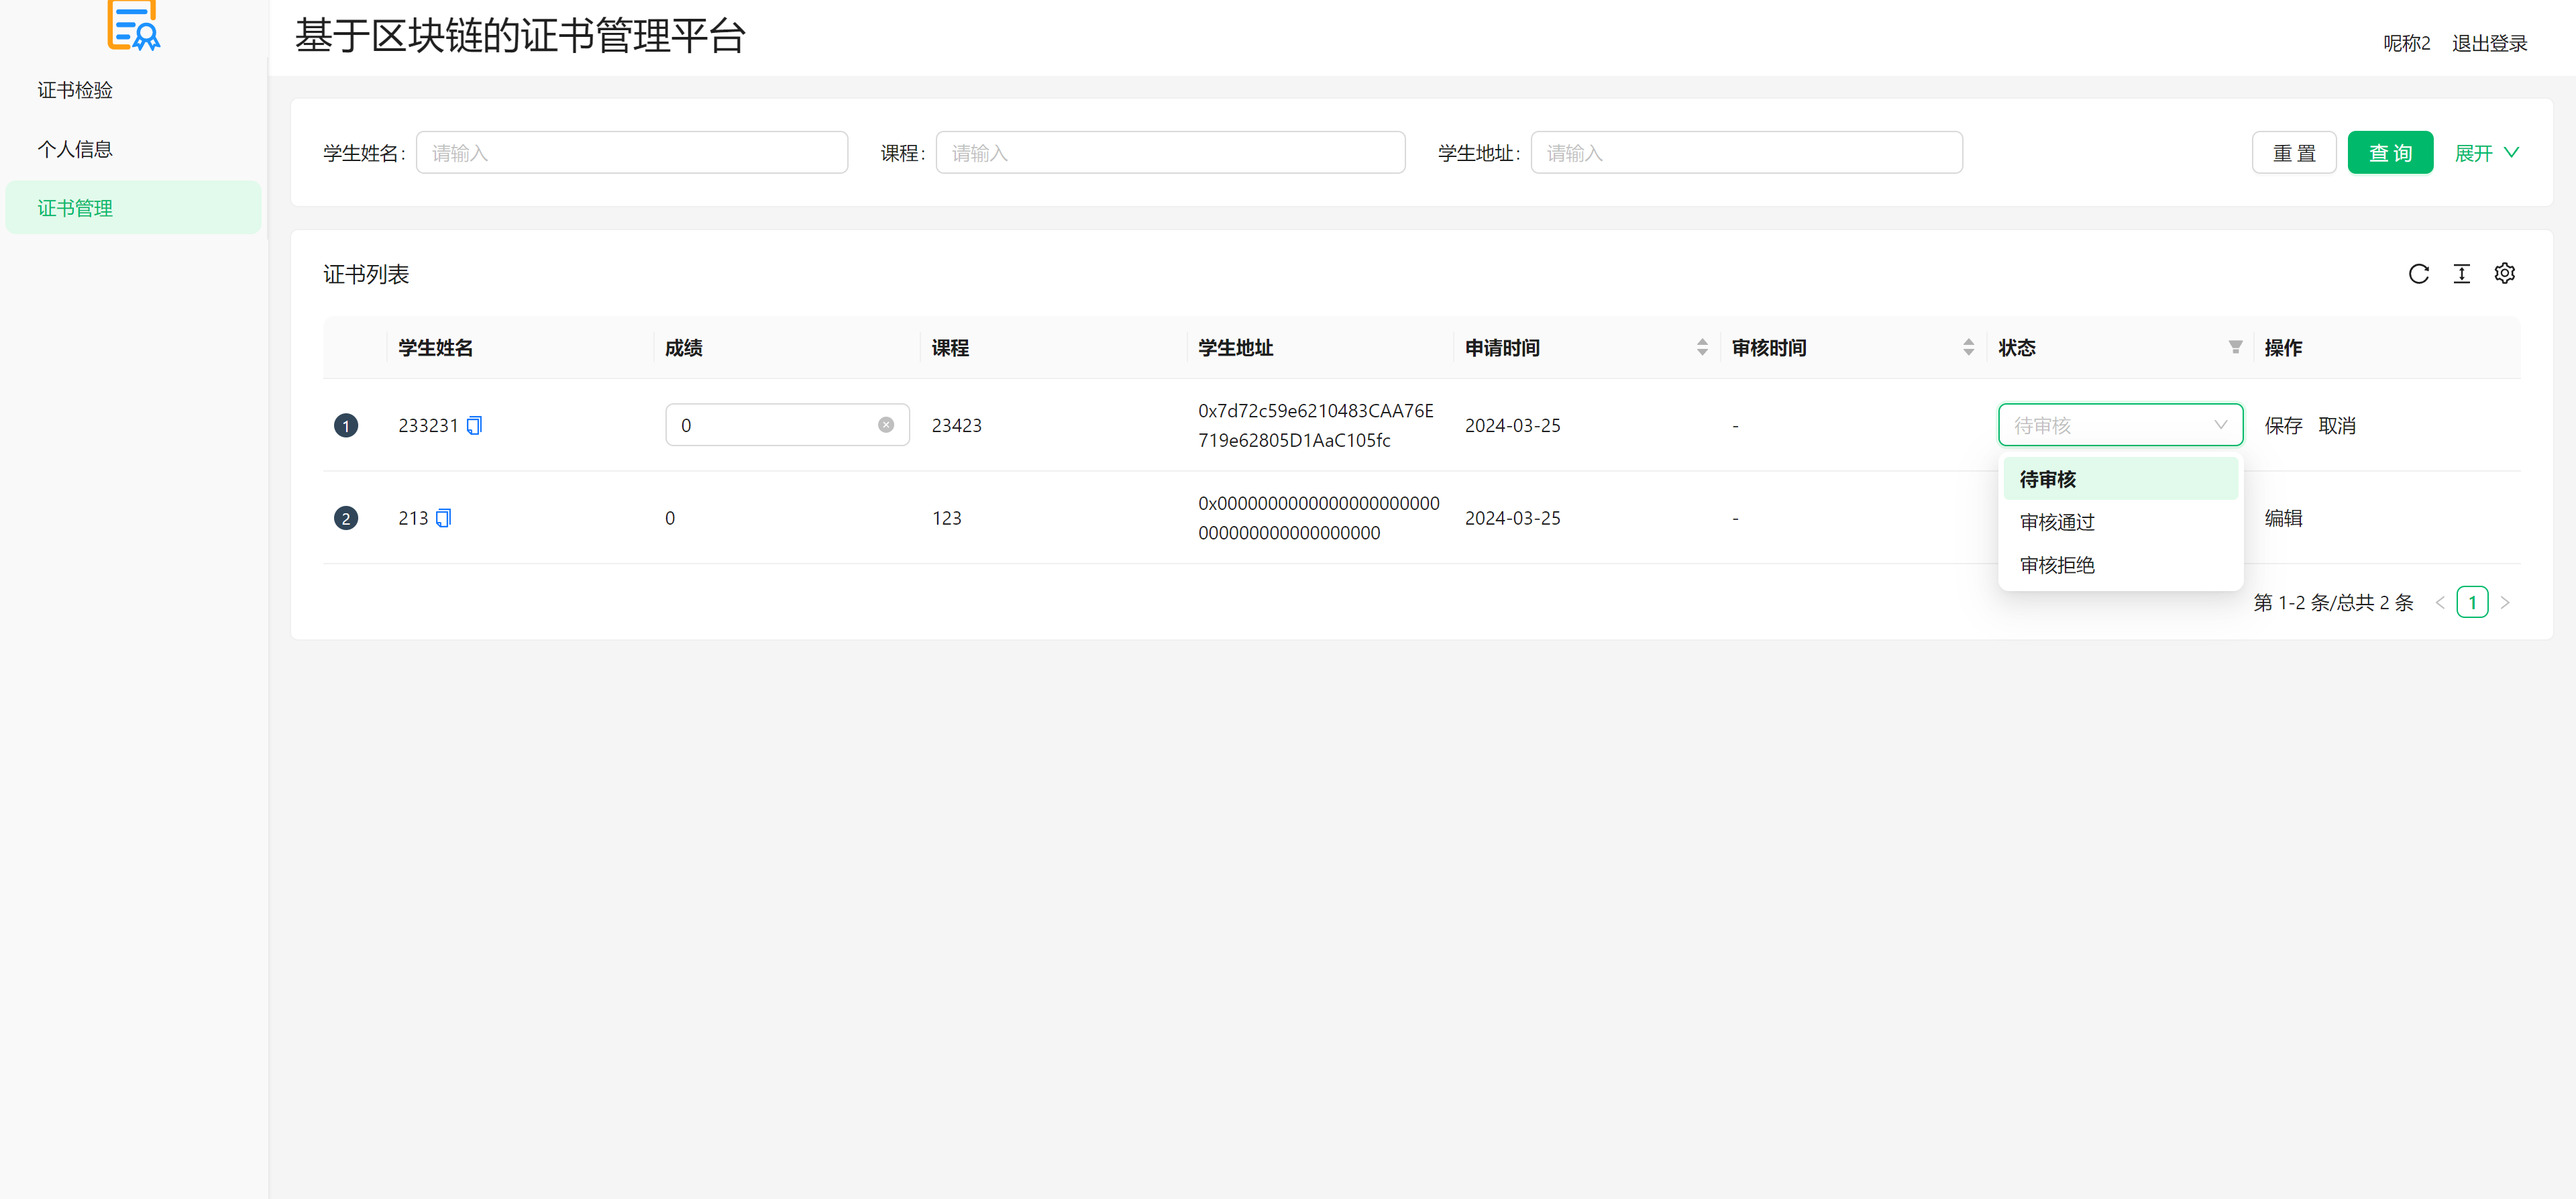 基于区块链的证书管理平台
呢称2 退出登录
证书检验
个人信息
证书管理
学生姓名: 请输入 课程: 请输入 学生地址: 请输入 重 置 查 询 展开
证书列表
学生姓名 成绩 课程 学生地址 申请时间 审核时间 状态 操作
1 233231 0 23423 0x7d72c59e6210483CAA76E
719e62805D1AaC105fc 2024-03-25 - 待审核 保存 取消
待审核
审核通过
审核拒绝
2 213 0 123 0x0000000000000000000000
000000000000000000 2024-03-25 - 编辑
第 1-2 条/总共 2 条 < 1 >